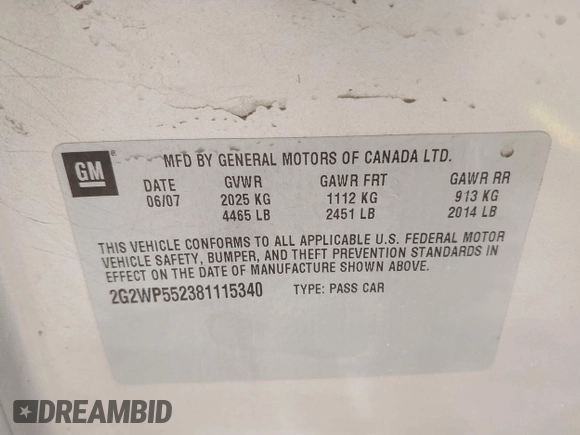 GM
MFD BY GENERAL MOTORS OF CANADA LTD.
DATE GVWR GAWR FRT GAWR RR
06/07 2025 KG 1112 KG 913 KG
4465 LB 2451 LB 2014 LB
THIS VEHICLE CONFORMS TO ALL APPLICABLE U.S. FEDERAL MOTOR
VEHICLE SAFETY, BUMPER, AND THEFT PREVENTION STANDARDS IN
EFFECT ON THE DATE OF MANUFACTURE SHOWN ABOVE.
2G2WP552381115340 TYPE: PASS CAR
DREAMBID